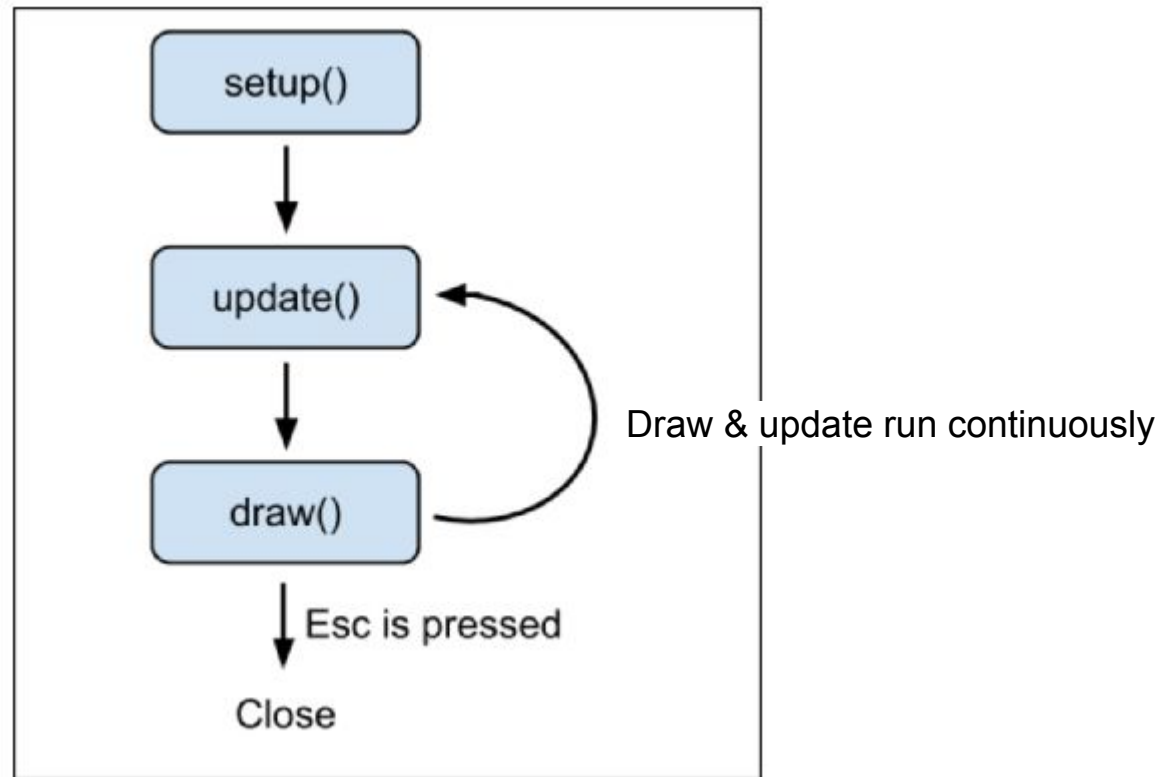 setup()
update()
Draw & update run continuously
draw()
Esc is pressed
Close